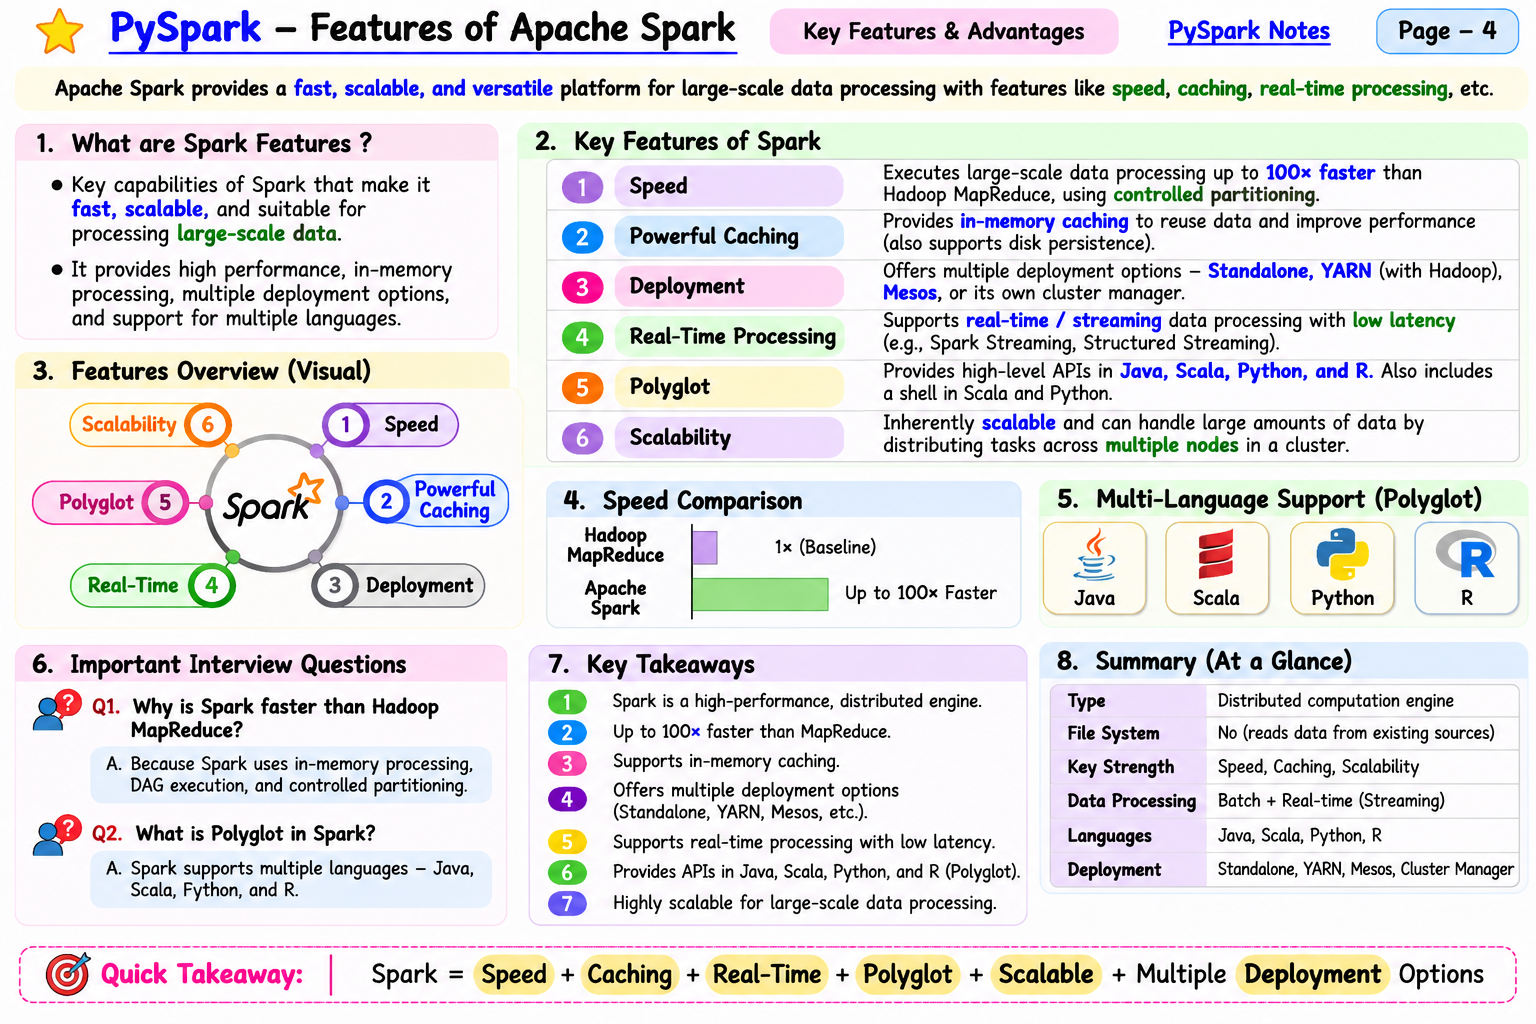 PySpark – Features of Apache Spark
Key Features & Advantages
PySpark Notes
Page – 4
Apache Spark provides a fast, scalable, and versatile platform for large-scale data processing with features like speed, caching, real-time processing, etc.
1. What are Spark Features ?
● Key capabilities of Spark that make it
fast, scalable, and suitable for
processing large-scale data.
● It provides high performance, in-memory
processing, multiple deployment options,
and support for multiple languages.
2. Key Features of Spark
1 Speed
Executes large-scale data processing up to 100× faster than
Hadoop MapReduce, using controlled partitioning.
2 Powerful Caching
Provides in-memory caching to reuse data and improve performance
(also supports disk persistence).
3 Deployment
Offers multiple deployment options – Standalone, YARN (with Hadoop),
Mesos, or its own cluster manager.
4 Real-Time Processing
Supports real-time / streaming data processing with low latency
(e.g., Spark Streaming, Structured Streaming).
5 Polyglot
Provides high-level APIs in Java, Scala, Python, and R. Also includes
a shell in Scala and Python.
6 Scalability
Inherently scalable and can handle large amounts of data by
distributing tasks across multiple nodes in a cluster.
3. Features Overview (Visual)
Scalability 6
1 Speed
Polyglot 5
Spark
2 Powerful
Caching
Real-Time 4
3 Deployment
4. Speed Comparison
Hadoop
MapReduce
1× (Baseline)
Apache
Spark
Up to 100× Faster
5. Multi-Language Support (Polyglot)
Java
Scala
Python
R
R
6. Important Interview Questions
?
Q1. Why is Spark faster than Hadoop
MapReduce?
A. Because Spark uses in-memory processing,
DAG execution, and controlled partitioning.
?
Q2. What is Polyglot in Spark?
A. Spark supports multiple languages – Java,
Scala, Fython, and R.
7. Key Takeaways
1 Spark is a high-performance, distributed engine.
2 Up to 100× faster than MapReduce.
3 Supports in-memory caching.
4 Offers multiple deployment options
(Standalone, YARN, Mesos, etc.).
5 Supports real-time processing with low latency.
6 Provides APIs in Java, Scala, Python, and R (Polyglot).
7 Highly scalable for large-scale data processing.
8. Summary (At a Glance)
Type Distributed computation engine
File System No (reads data from existing sources)
Key Strength Speed, Caching, Scalability
Data Processing Batch + Real-time (Streaming)
Languages Java, Scala, Python, R
Deployment Standalone, YARN, Mesos, Cluster Manager
Quick Takeaway: Spark = Speed + Caching + Real-Time + Polyglot + Scalable + Multiple Deployment Options